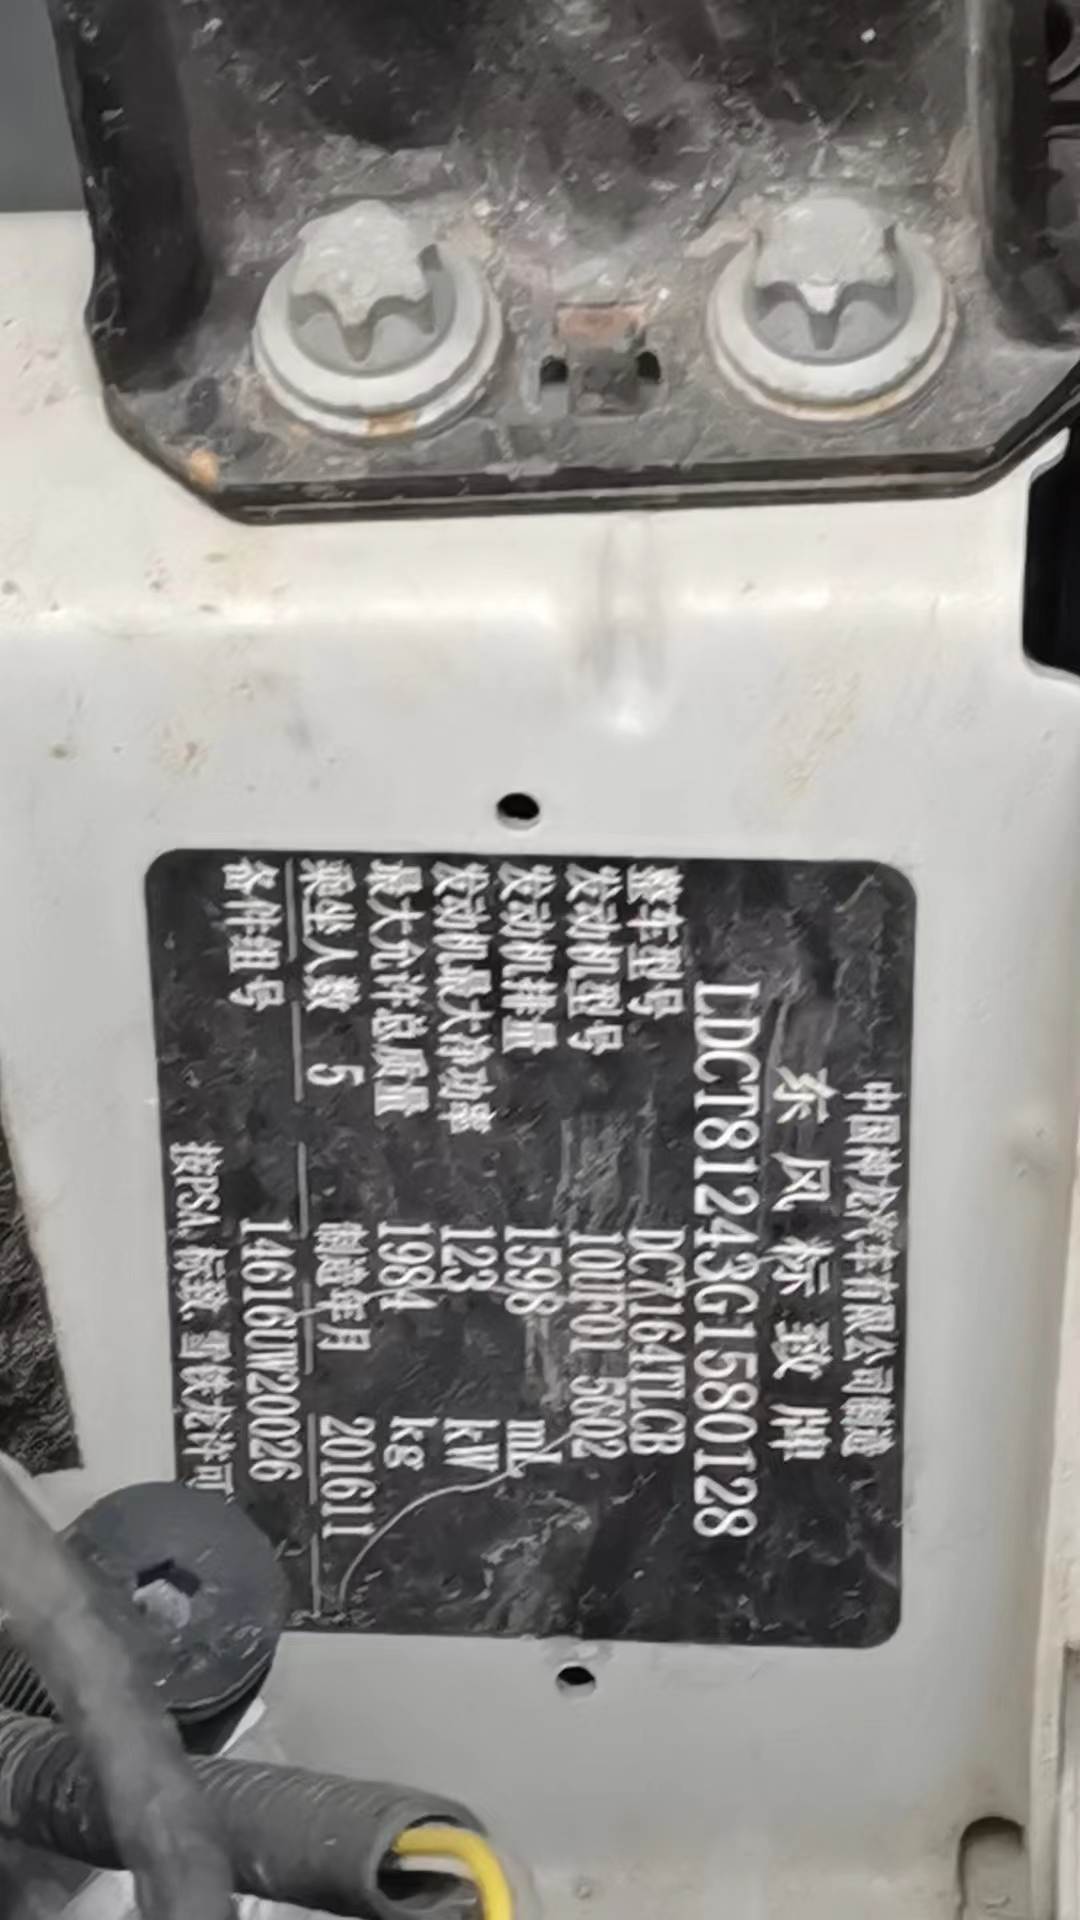 中国神龙汽车有限公司制造
东风标致牌
LDCT81243G1580128
整车型号 DC7164TLCB
发动机型号 10UF01 5602
发动机排量 1598 mL
发动机最大净功率 123 kW
最大允许总质量 1984 kg
乘坐人数 5 制造年月 201611
备件组号 14616UW20026
按PSA.标致.雪铁龙许可